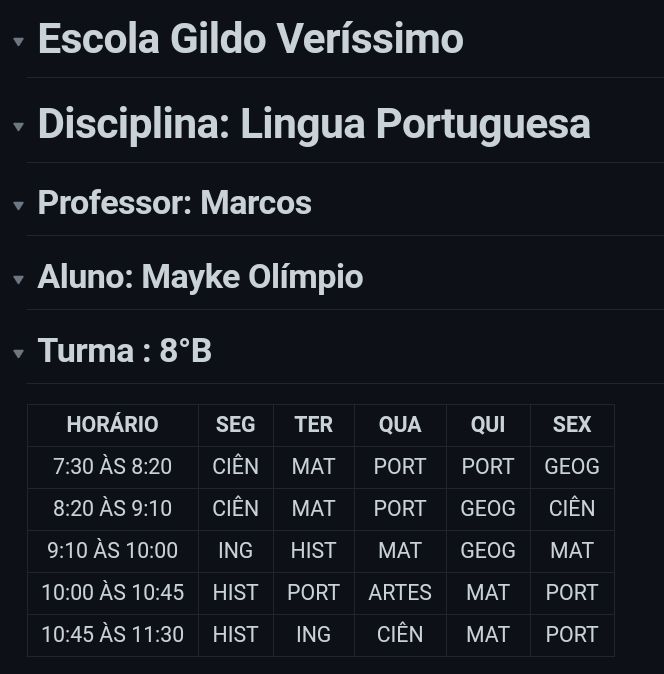 Escola Gildo Veríssimo
Disciplina: Lingua Portuguesa
Professor: Marcos
Aluno: Mayke Olímpio
Turma : 8°B
HORÁRIO SEG TER QUA QUI SEX
7:30 ÀS 8:20 CIÊN MAT PORT PORT GEOG
8:20 ÀS 9:10 CIÊN MAT PORT GEOG CIÊN
9:10 ÀS 10:00 ING HIST MAT GEOG MAT
10:00 ÀS 10:45 HIST PORT ARTES MAT PORT
10:45 ÀS 11:30 HIST ING CIÊN MAT PORT